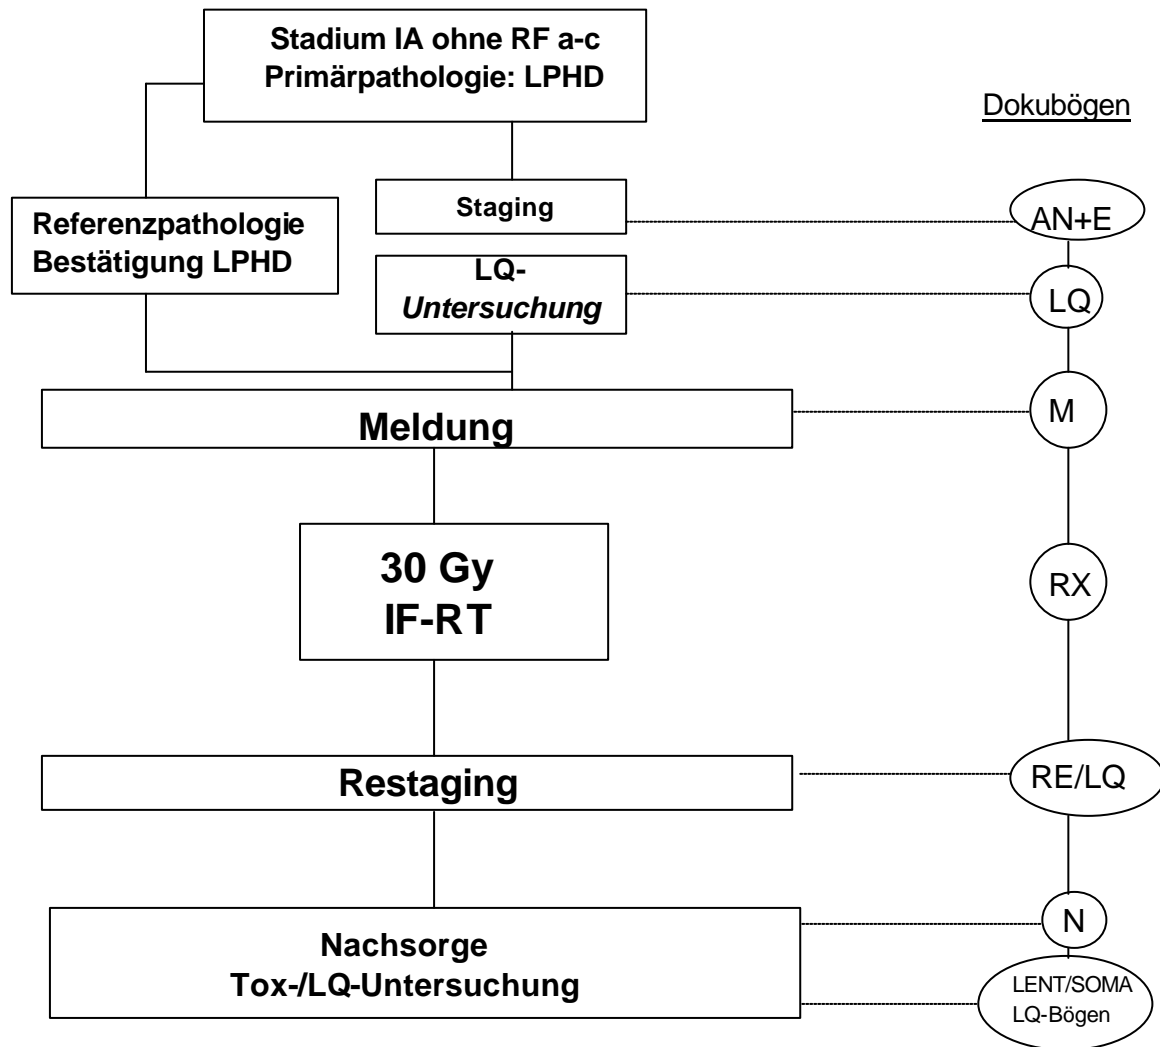 Stadium IA ohne RF a-c
Primärpathologie: LPHD
Dokubögen
Referenzpathologie
Bestätigung LPHD
Staging
AN+E
LQ-
Untersuchung
LQ
Meldung
M
30 Gy
IF-RT
RX
Restaging
RE/LQ
Nachsorge
Tox-/LQ-Untersuchung
N
LENT/SOMA
LQ-Bögen